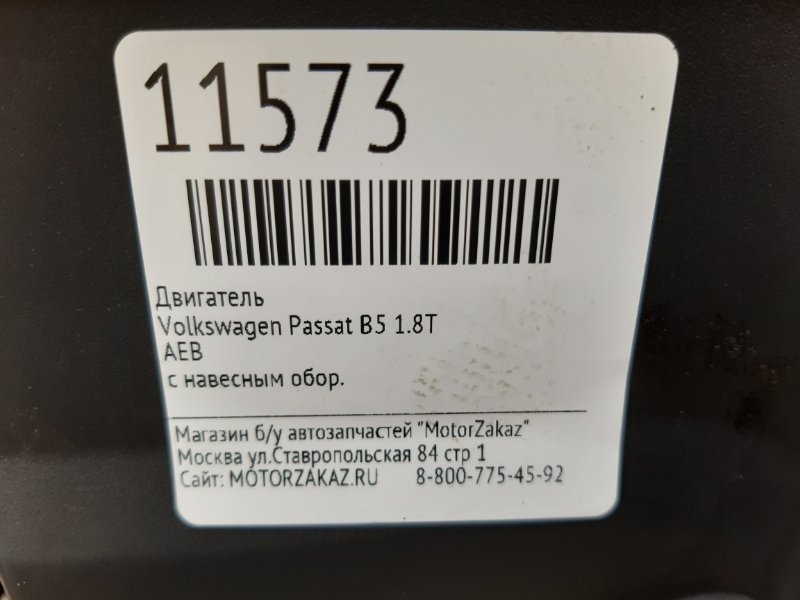 11573
Двигатель
Volkswagen Passat B5 1.8T
AEB
с навесным обор.
Магазин б/у автозапчастей "MotorZakaz"
Москва ул.Ставропольская 84 стр 1
Сайт: MOTORZAKAZ.RU 8-800-775-45-92